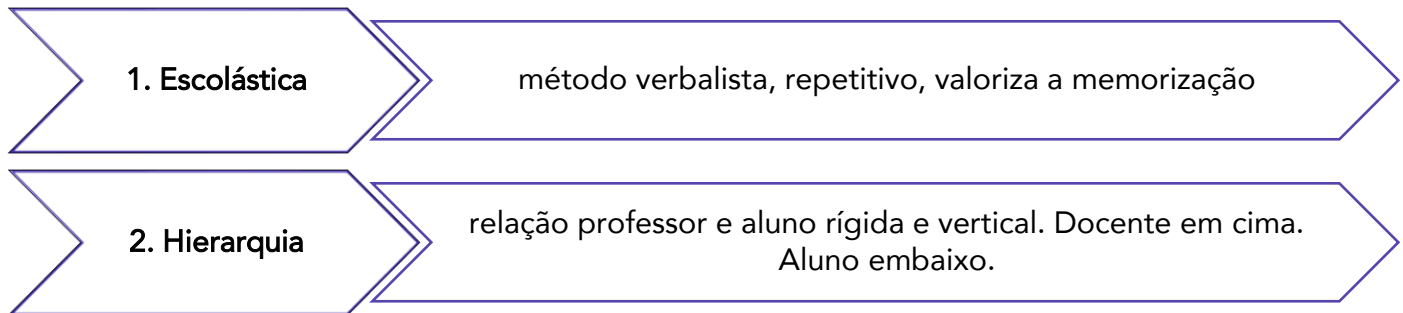 1. Escolástica
método verbalista, repetitivo, valoriza a memorização
2. Hierarquia
relação professor e aluno rígida e vertical. Docente em cima.
Aluno embaixo.